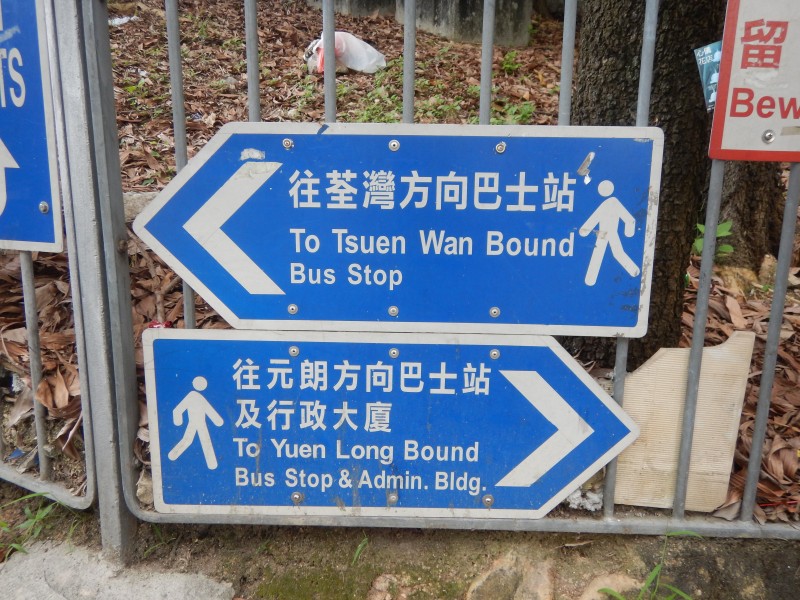 TS
往荃灣方向巴士站
To Tsuen Wan Bound
Bus Stop
往元朗方向巴士站
及行政大廈
To Yuen Long Bound
Bus Stop & Admin. Bldg.
留
Bew